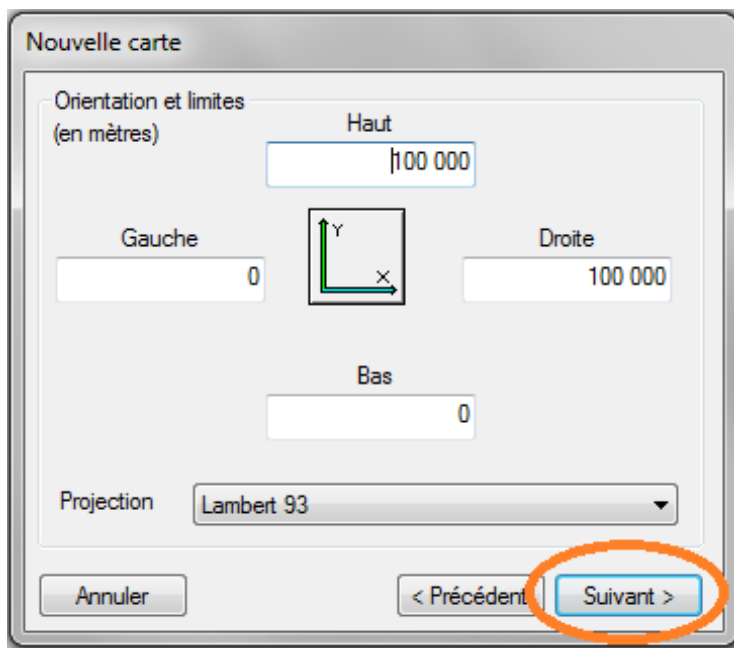 Nouvelle carte
Orientation et limites
(en mètres)
Haut
100 000
Y
X
Gauche
0
Droite
100 000
Bas
0
Projection
Lambert 93
Annuler
< Précédent
Suivant >